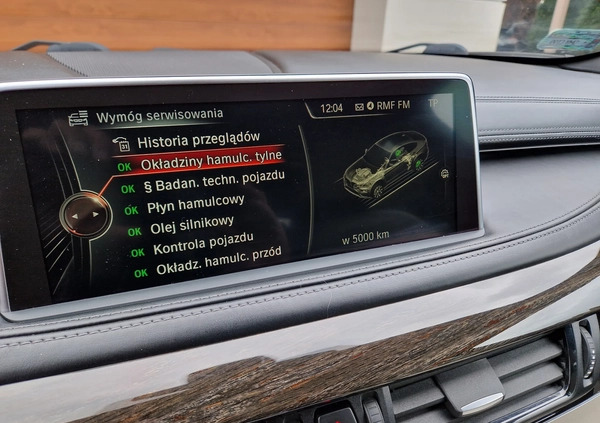 Wymóg serwisowania
12:04 RMF FM TP
31 Historia przeglądów
OK Okładziny hamulc. tylne
OK § Badan. techn. pojazdu
OK Płyn hamulcowy
OK Olej silnikowy
OK Kontrola pojazdu
OK Okładz. hamulc. przód
w 5000 km